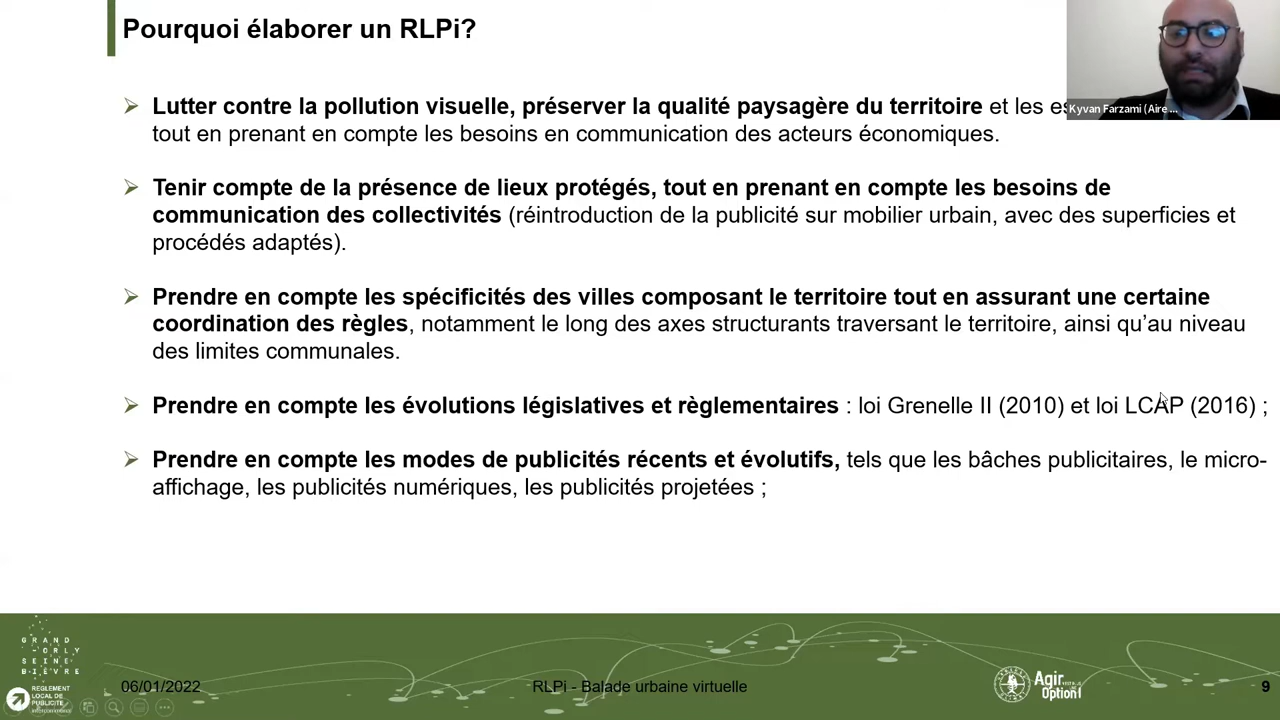 Pourquoi élaborer un RLPi?
Lutter contre la pollution visuelle, préserver la qualité paysagère du territoire et les
tout en prenant en compte les besoins en communication des acteurs économiques.
Kyvan Farzami (Aire ...
Tenir compte de la présence de lieux protégés, tout en prenant en compte les besoins de
communication des collectivités (réintroduction de la publicité sur mobilier urbain, avec des superficies et
procédés adaptés).
Prendre en compte les spécificités des villes composant le territoire tout en assurant une certaine
coordination des règles, notamment le long des axes structurants traversant le territoire, ainsi qu’au niveau
des limites communales.
Prendre en compte les évolutions législatives et règlementaires : loi Grenelle II (2010) et loi LCAP (2016) ;
Prendre en compte les modes de publicités récents et évolutifs, tels que les bâches publicitaires, le micro-
affichage, les publicités numériques, les publicités projetées ;
GRAND
-ORLY
SEINE
BIÈVRE
RÈGLEMENT
LOCAL DE
PUBLICITÉ
intercommunal
06/01/2022
RLPi - Balade urbaine virtuelle
Agir
Option
9